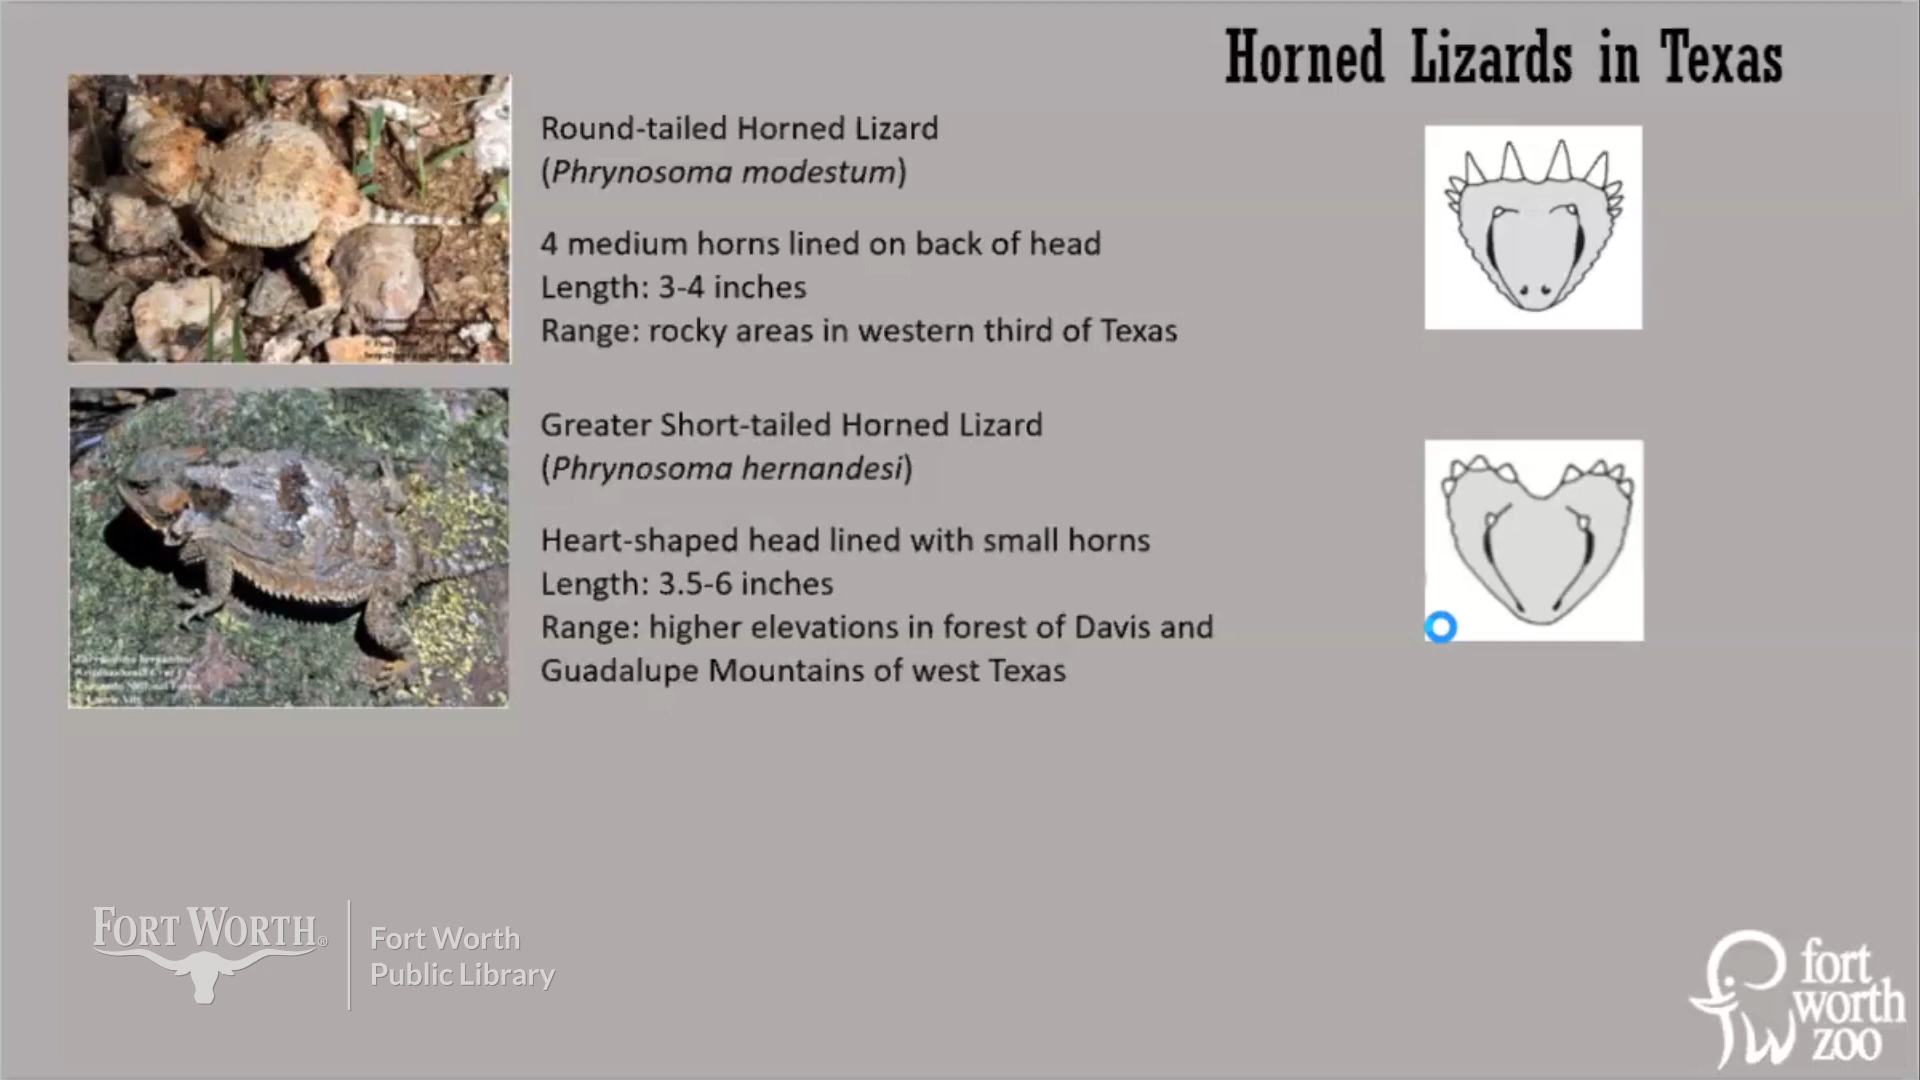 Horned Lizards in Texas
Round-tailed Horned Lizard
(Phrynosoma modestum)
4 medium horns lined on back of head
Length: 3-4 inches
Range: rocky areas in western third of Texas
Greater Short-tailed Horned Lizard
(Phrynosoma hernandesi)
Heart-shaped head lined with small horns
Length: 3.5-6 inches
Range: higher elevations in forest of Davis and
Guadalupe Mountains of west Texas
FORT WORTH®
Fort Worth
Public Library
fort
worth
zoo